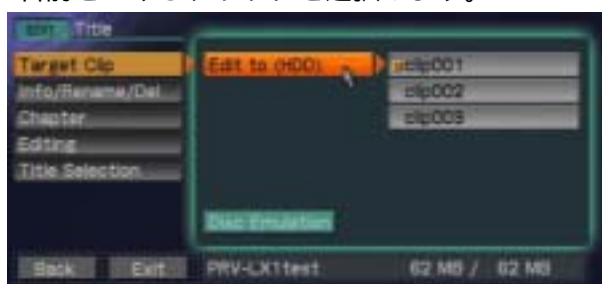 EDIT Title
Target Clip
Edit to (HDD)
clip001
Info/Rename/Del
clip002
Chapter
clip003
Editing
Title Selection
Disc Emulation
Back
Exit
PRV-LX1test
62 MB / 62 MB